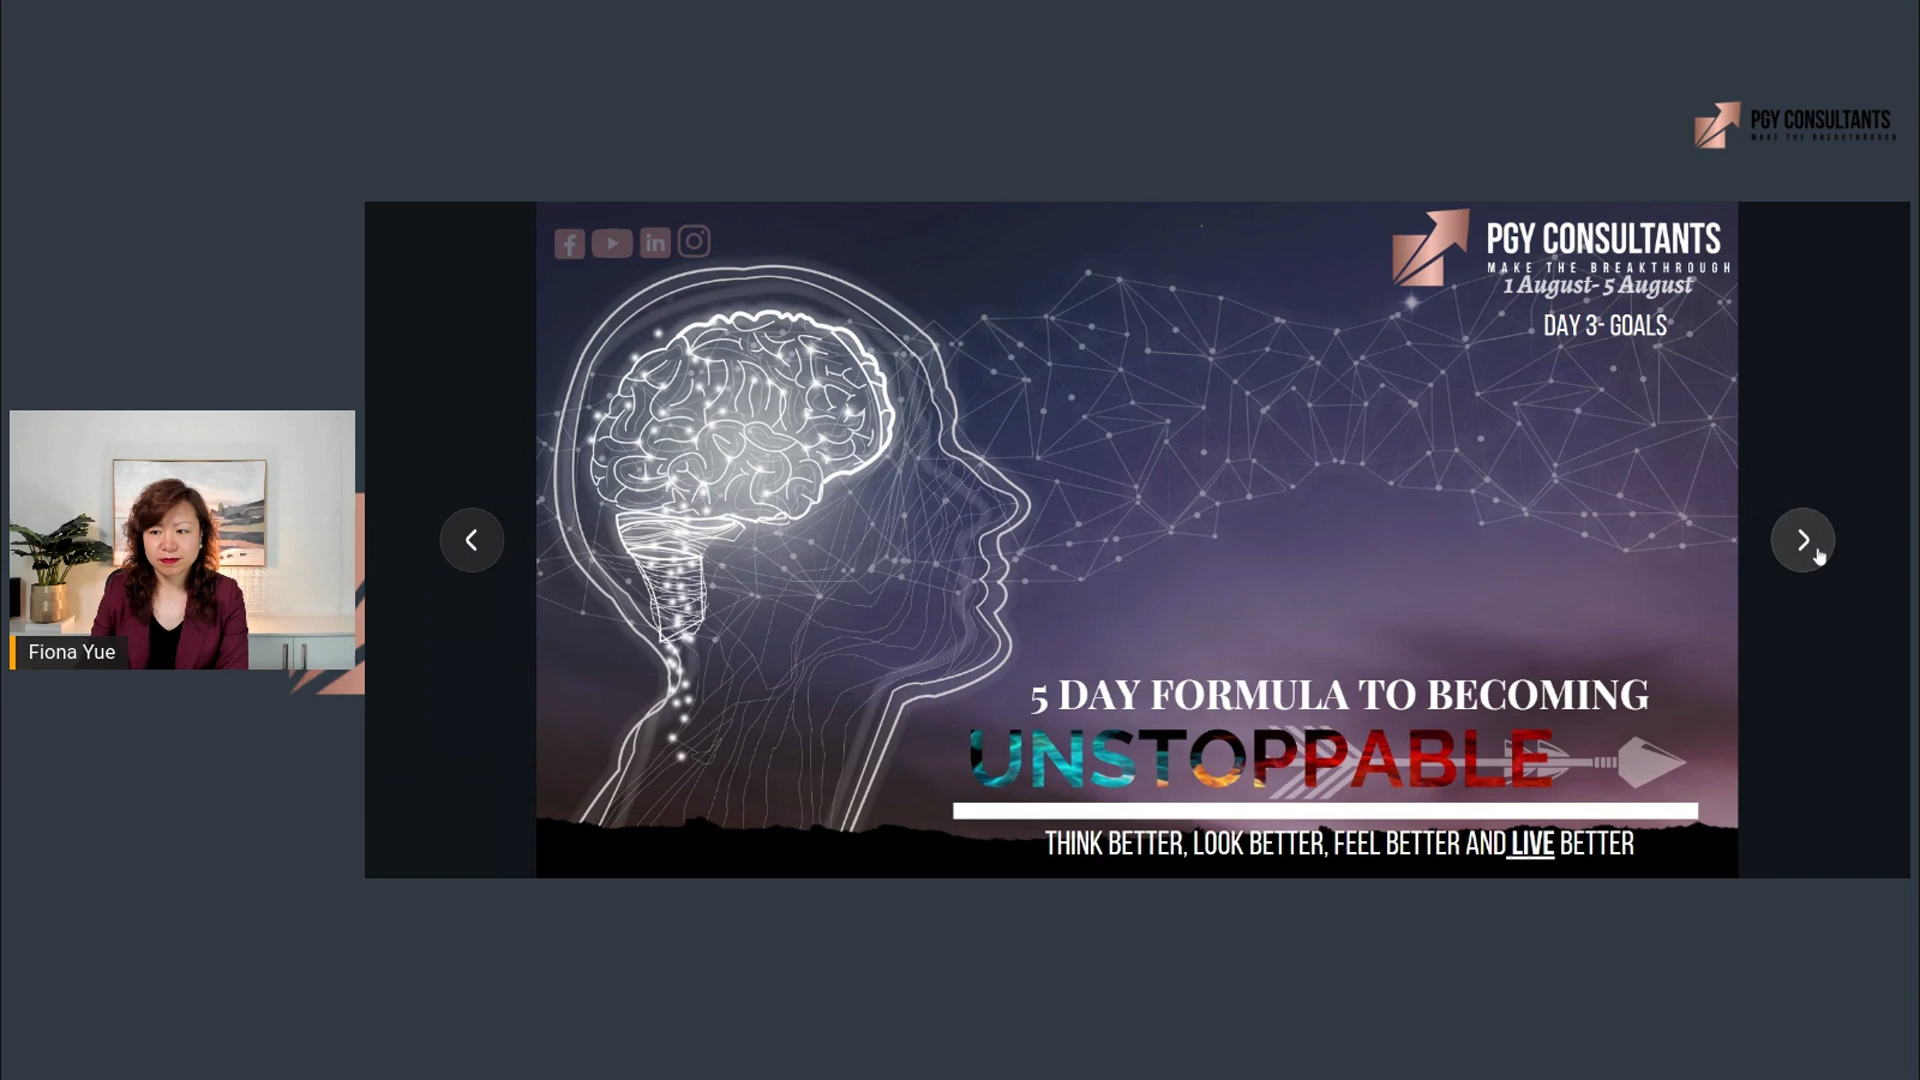 PGY CONSULTANTS
MAKE THE BREAKTHROUGH
PGY CONSULTANTS
MAKE THE BREAKTHROUGH
1 August- 5 August
DAY 3- GOALS
Fiona Yue
5 DAY FORMULA TO BECOMING
UNSTOPPABLE
THINK BETTER, LOOK BETTER, FEEL BETTER AND LIVE BETTER